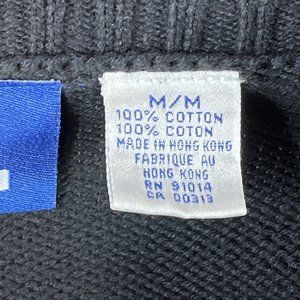 M/M
100% COTTON
100% COTON
MADE IN HONG KONG
FABRIQUE AU
HONG KONG
RN 91014
CA 00313